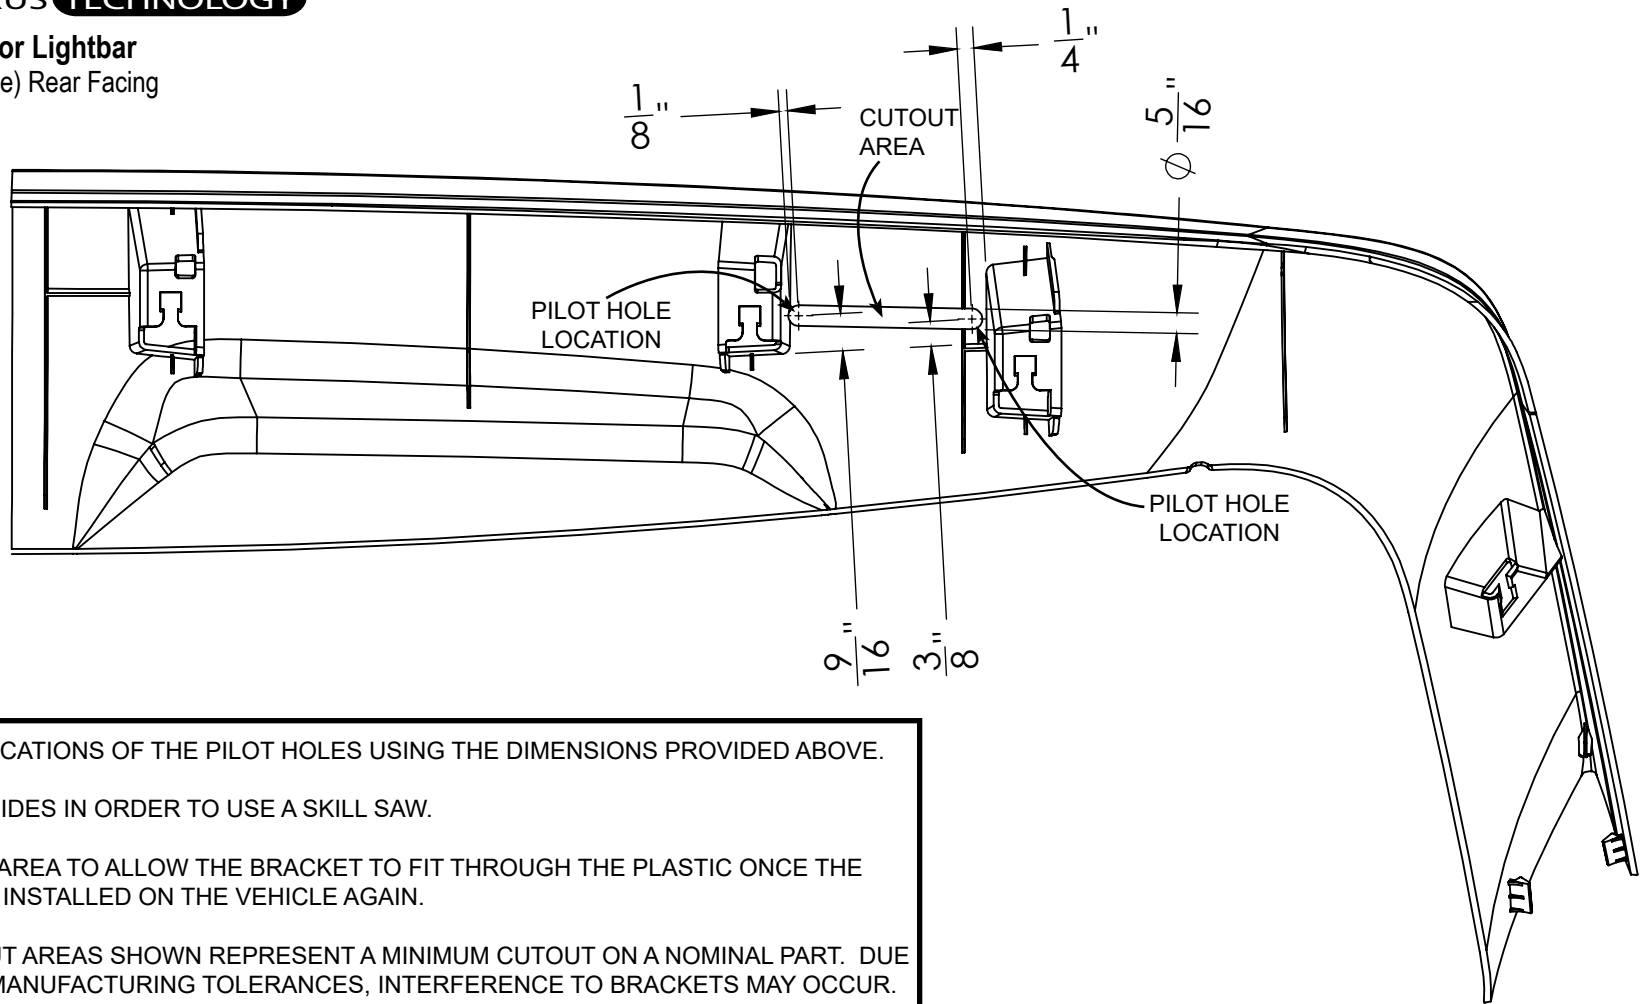 TECHNOLOGY
or Lightbar
Rear Facing
1/8"
1/4"
CUTOUT
AREA
Ø 5/16"
PILOT HOLE
LOCATION
PILOT HOLE
LOCATION
9/16"
3/8"
CATIONS OF THE PILOT HOLES USING THE DIMENSIONS PROVIDED ABOVE.
IDES IN ORDER TO USE A SKILL SAW.
AREA TO ALLOW THE BRACKET TO FIT THROUGH THE PLASTIC ONCE THE
INSTALLED ON THE VEHICLE AGAIN.
UT AREAS SHOWN REPRESENT A MINIMUM CUTOUT ON A NOMINAL PART. DUE
MANUFACTURING TOLERANCES, INTERFERENCE TO BRACKETS MAY OCCUR.